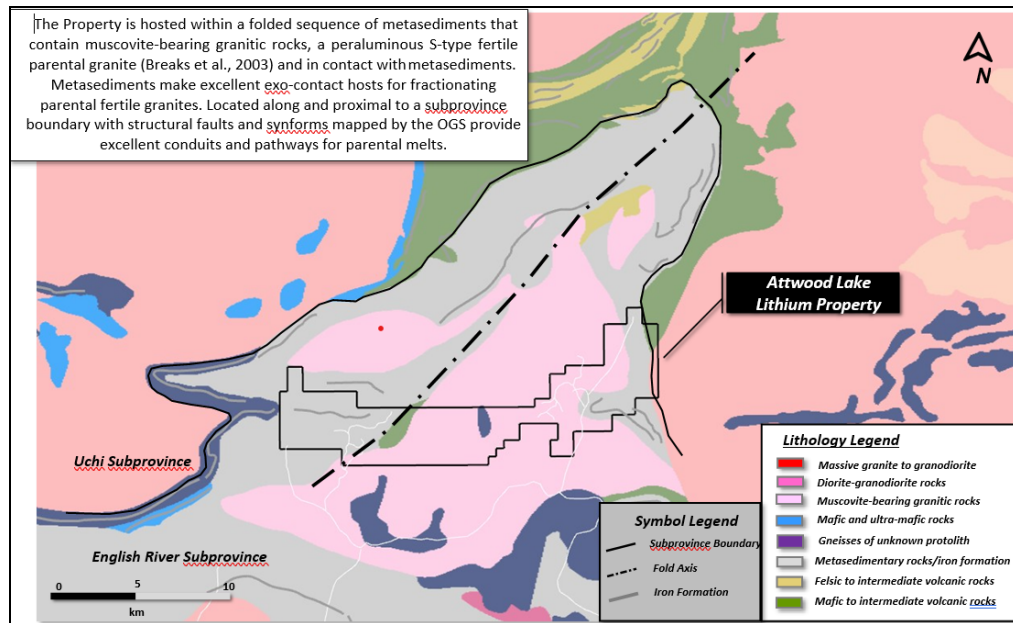 The Property is hosted within a folded sequence of metasediments that
contain muscovite-bearing granitic rocks, a peraluminous S-type fertile
parental granite (Breaks et al., 2003) and in contact with metasediments.
Metasediments make excellent exo-contact hosts for fractionating
parental fertile granites. Located along and proximal to a subprovince
boundary with structural faults and synforms mapped by the OGS provide
excellent conduits and pathways for parental melts.
N
Attwood Lake
Lithium Property
Uchi Subprovince
English River Subprovince
0 5 10
km
Symbol Legend
Subprovince Boundary
Fold Axis
Iron Formation
Lithology Legend
Massive granite to granodiorite
Diorite-granodiorite rocks
Muscovite-bearing granitic rocks
Mafic and ultra-mafic rocks
Gneisses of unknown protolith
Metasedimentary rocks/iron formation
Felsic to intermediate volcanic rocks
Mafic to intermediate volcanic rocks